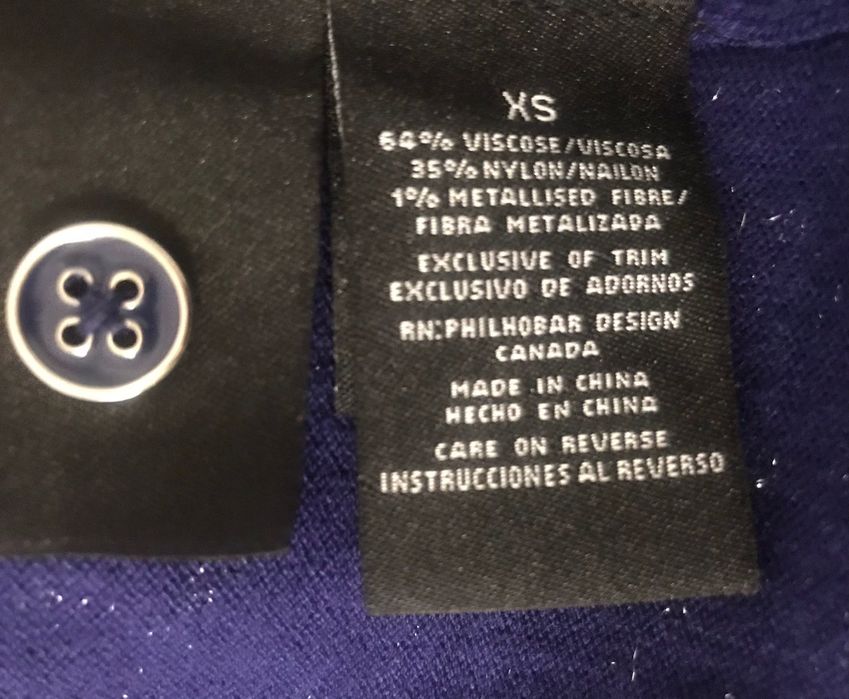 XS
64% VISCOSE/VISCOSA
35% NYLON/NAILON
1% METALLISED FIBRE/
FIBRA METALIZADA
EXCLUSIVE OF TRIM
EXCLUSIVO DE ADORNOS
RN:PHILHOBAR DESIGN
CANADA
MADE IN CHINA
HECHO EN CHINA
CARE ON REVERSE
INSTRUCCIONES AL REVERSO